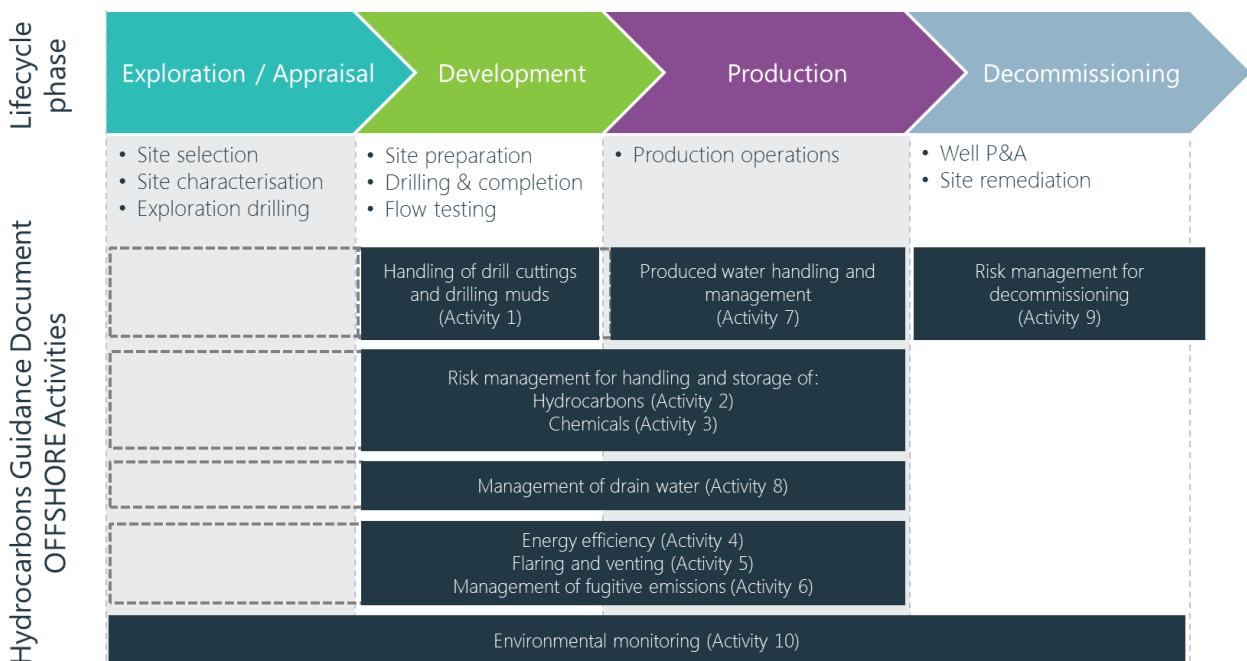 Lifecycle
phase
Exploration / Appraisal
Development
Production
Decommissioning
• Site selection
• Site characterisation
• Exploration drilling
• Site preparation
• Drilling & completion
• Flow testing
• Production operations
• Well P&A
• Site remediation
Hydrocarbons Guidance Document
OFFSHORE Activities
Handling of drill cuttings
and drilling muds
(Activity 1)
Produced water handling and
management
(Activity 7)
Risk management for
decommissioning
(Activity 9)
Risk management for handling and storage of:
Hydrocarbons (Activity 2)
Chemicals (Activity 3)
Management of drain water (Activity 8)
Energy efficiency (Activity 4)
Flaring and venting (Activity 5)
Management of fugitive emissions (Activity 6)
Environmental monitoring (Activity 10)